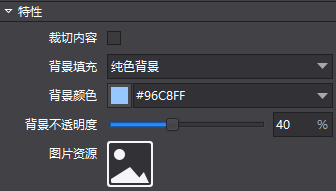 特性
裁切内容
背景填充 纯色背景
背景颜色 #96C8FF
背景不透明度 40 %
图片资源